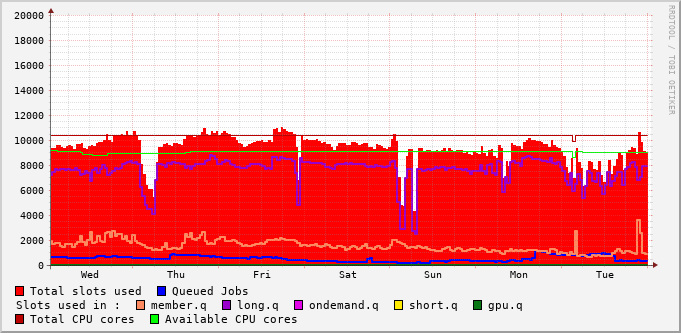 20000
18000
16000
14000
12000
10000
8000
6000
4000
2000
0
Wed Thu Fri Sat Sun Mon Tue
RRDTOOL / TOBI OETIKER
Total slots used Queued Jobs
Slots used in : member.q long.q ondemand.q short.q gpu.q
Total CPU cores Available CPU cores